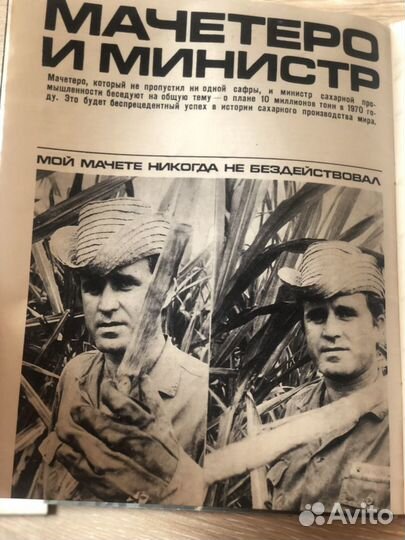 МАЧЕТЕРО
И МИНИСТР
Мачетеро, который не пропустил ни одной сафры, и министр сахарной про-
мышленности беседуют на общую тему — о плане 10 миллионов тонн в 1970 го-
ду. Это будет беспрецедентный успех в истории сахарного производства мира.
МОЙ МАЧЕТЕ НИКОГДА НЕ БЕЗДЕЙСТВОВАЛ
Avito